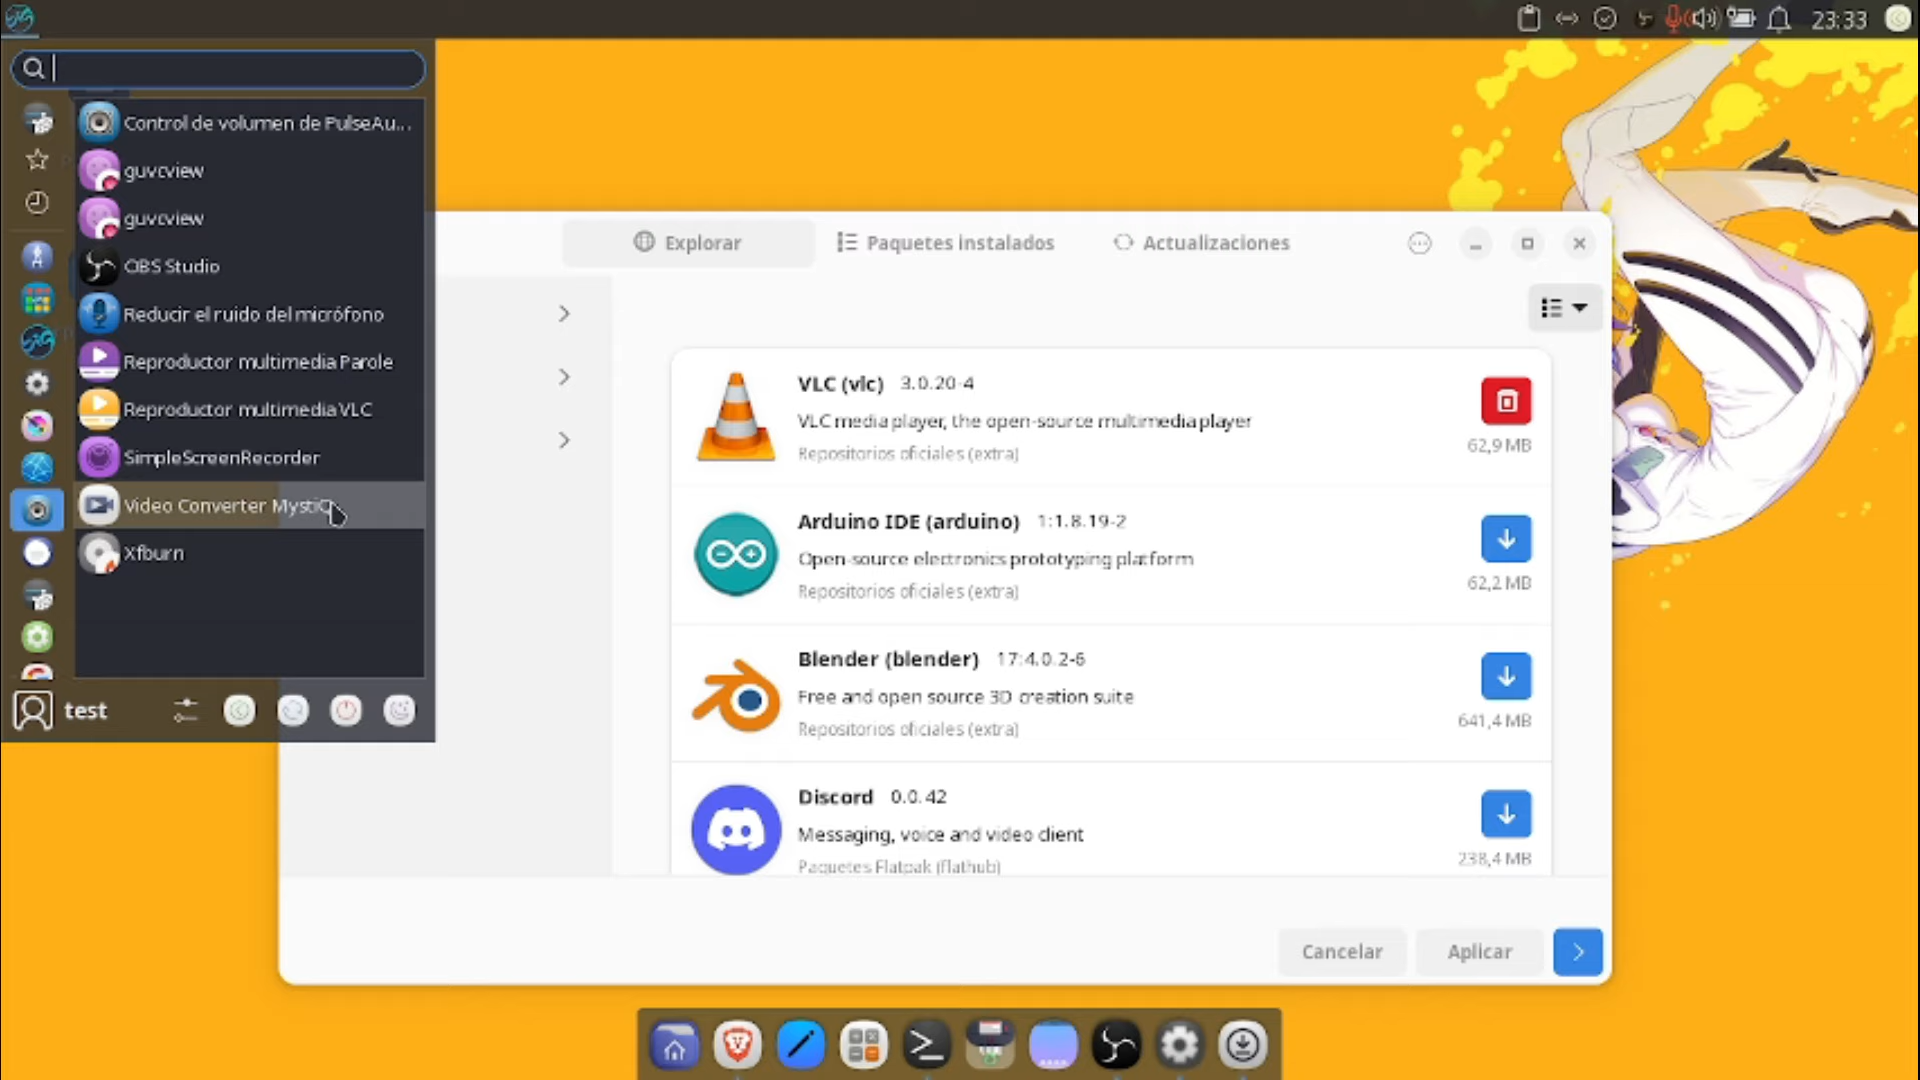 23:33
Control de volumen de PulseAu...
guvcview
guvcview
OBS Studio
Reducir el ruido del micrófono
Reproductor multimedia Parole
Reproductor multimedia VLC
SimpleScreenRecorder
Video Converter MystiQ
Xfburn
test
Explorar
Paquetes instalados
Actualizaciones
VLC (vlc) 3.0.20-4
VLC media player, the open-source multimedia player
Repositorios oficiales (extra)
62,9 MB
Arduino IDE (arduino) 1:1.8.19-2
Open-source electronics prototyping platform
Repositorios oficiales (extra)
62,2 MB
Blender (blender) 17:4.0.2-6
Free and open source 3D creation suite
Repositorios oficiales (extra)
641,4 MB
Discord 0.0.42
Messaging, voice and video client
Paquetes Flatpak (flathub)
238,4 MB
Cancelar
Aplicar